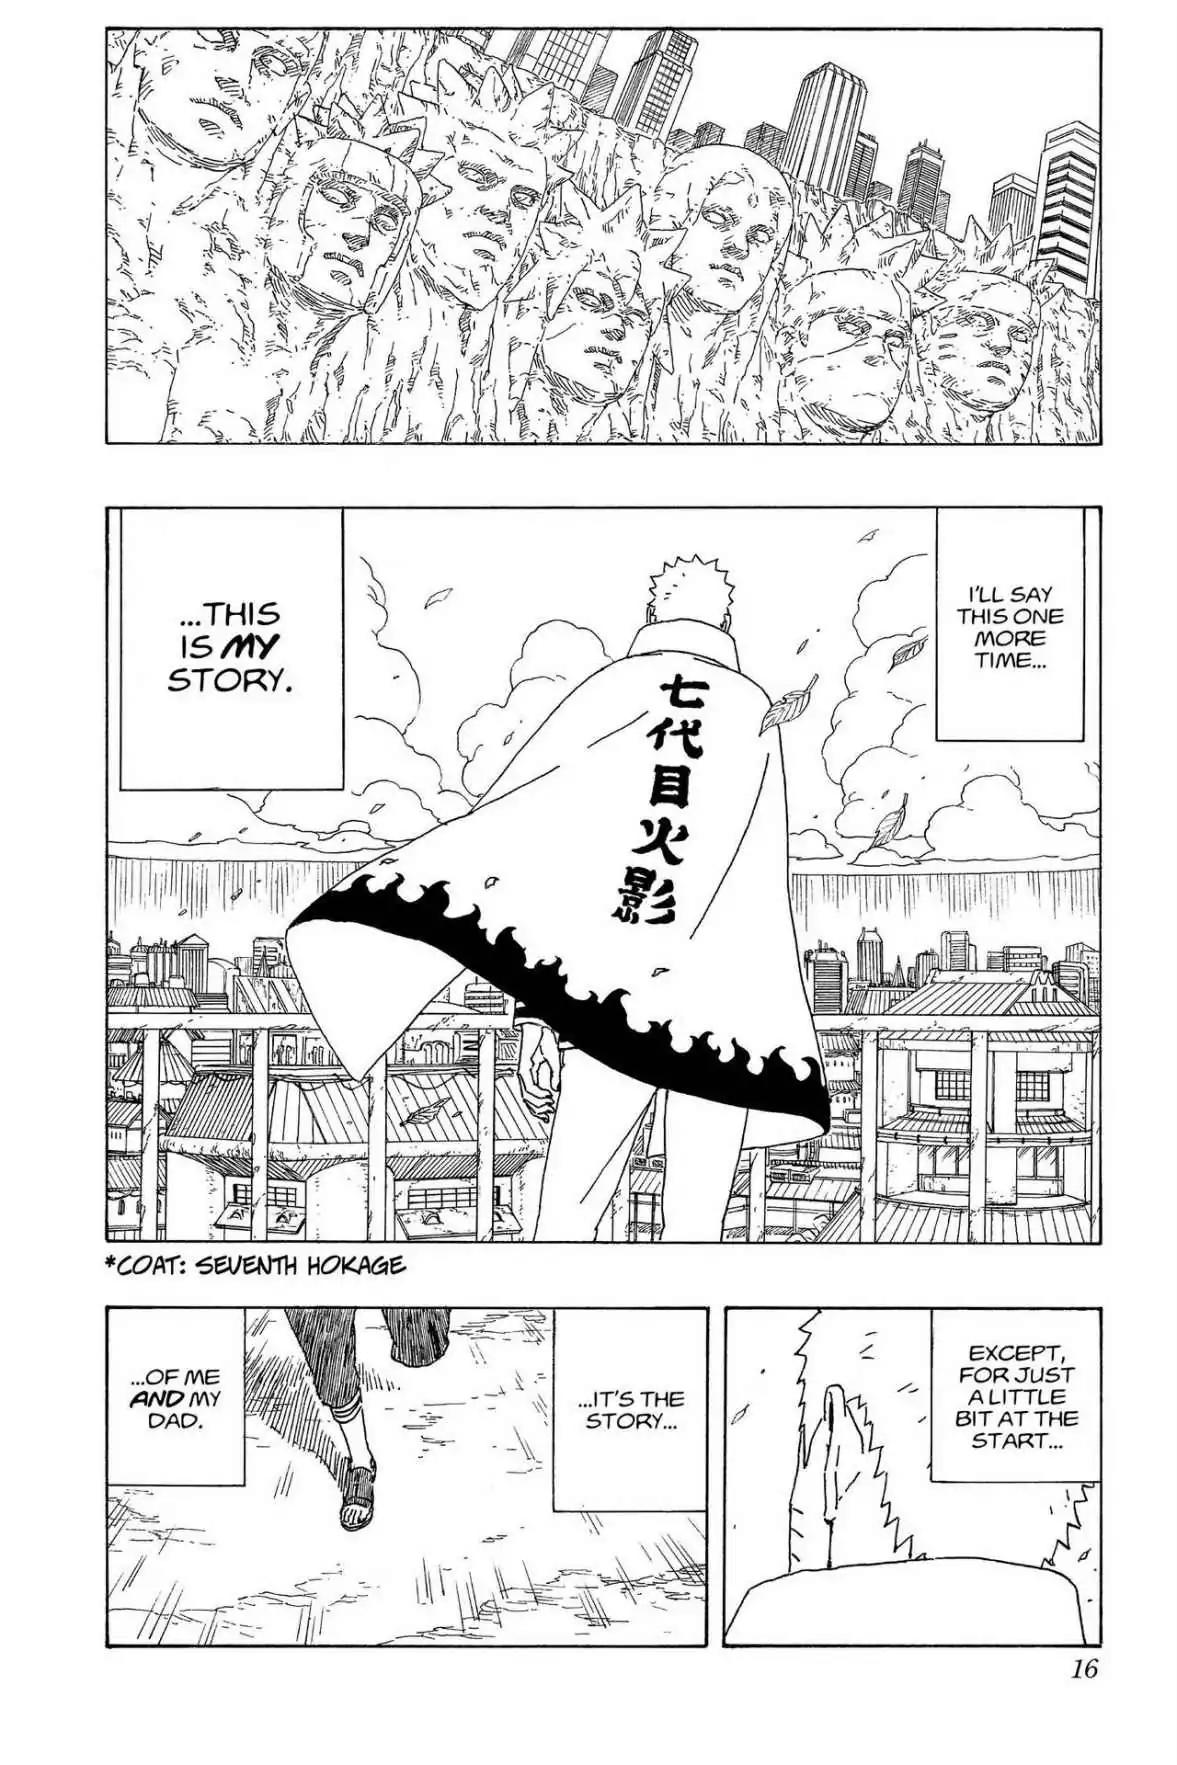 I'LL SAY
THIS ONE
MORE
TIME...
...THIS
IS MY
STORY.
七代目火影
*COAT: SEVENTH HOKAGE
EXCEPT,
FOR JUST
A LITTLE
BIT AT THE
START...
...IT'S THE
STORY...
...OF ME
AND MY
DAD.
16